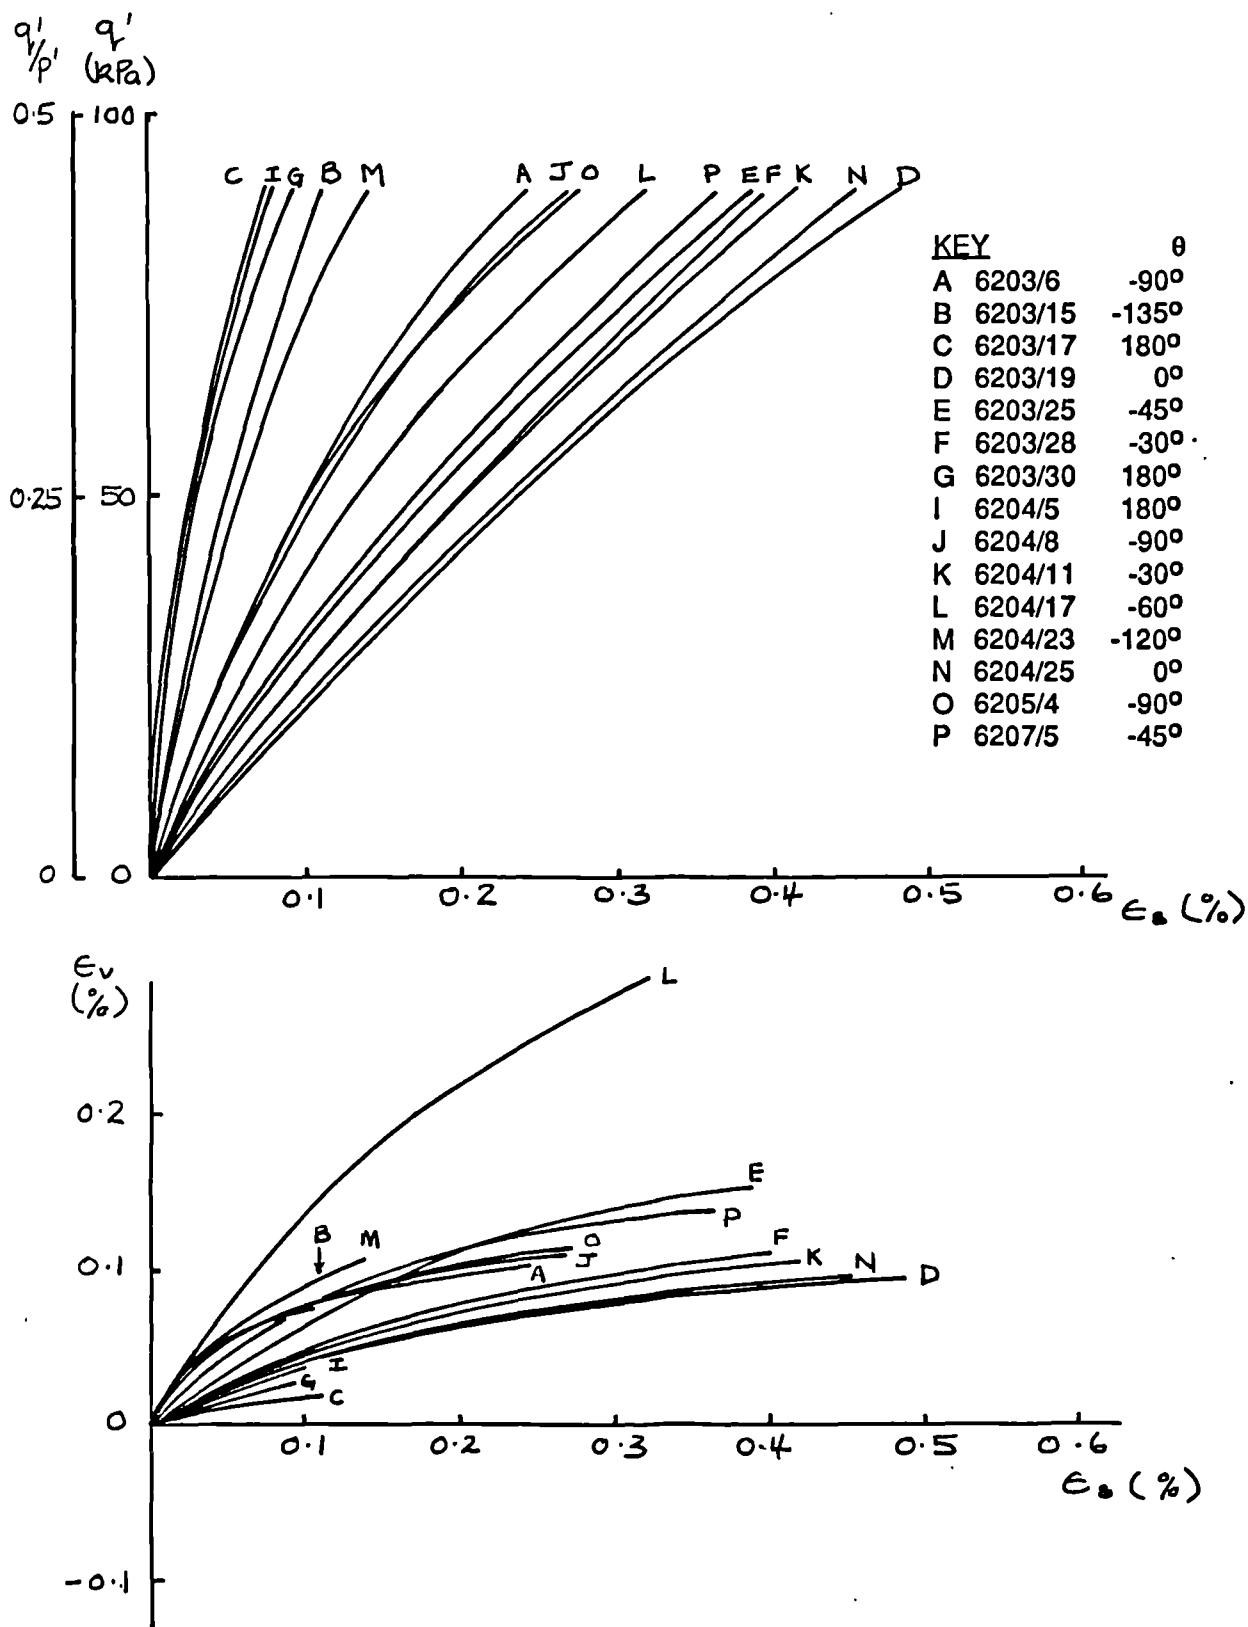 q'/p' q' (kPa)
0.5 100
C I G B M A J O L P E F K N D
KEY θ
A 6203/6 -90°
B 6203/15 -135°
C 6203/17 180°
D 6203/19 0°
E 6203/25 -45°
F 6203/28 -30°
G 6203/30 180°
I 6204/5 180°
J 6204/8 -90°
K 6204/11 -30°
L 6204/17 -60°
M 6204/23 -120°
N 6204/25 0°
O 6205/4 -90°
P 6207/5 -45°
0.25 50
0 0
0.1 0.2 0.3 0.4 0.5 0.6
εs (%)
εv (%)
L
0.2
E
P
B M
O
J
A
F
K N D
0.1
I
G
C
0
0.1 0.2 0.3 0.4 0.5 0.6
εs (%)
-0.1